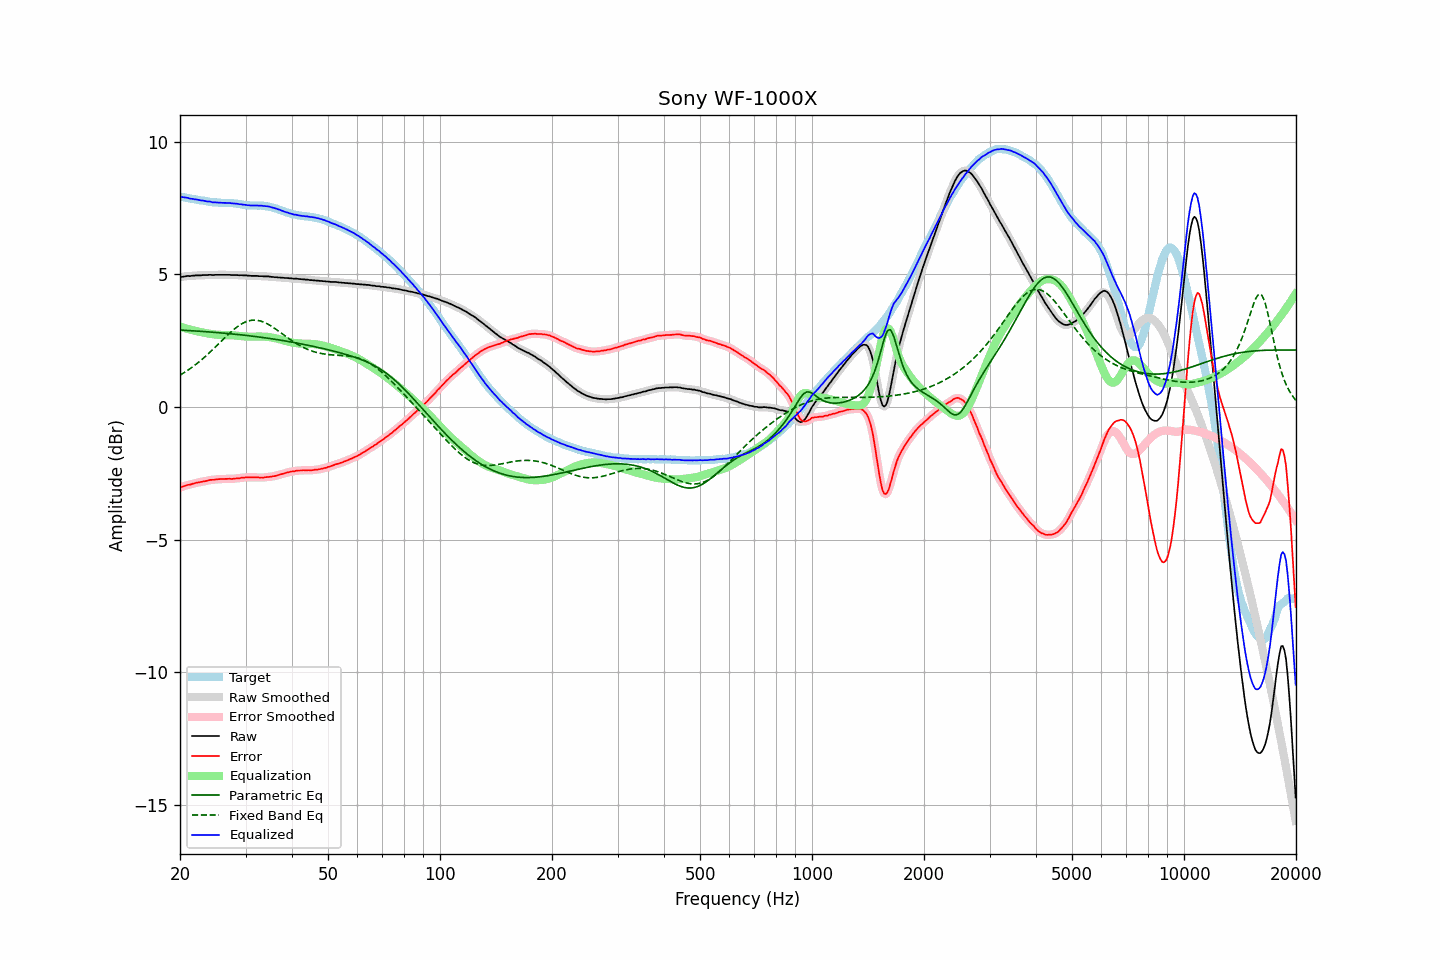 Sony WF-1000X
Amplitude (dBr)
10
5
0
−5
−10
−15
Target
Raw Smoothed
Error Smoothed
Raw
Error
Equalization
Parametric Eq
Fixed Band Eq
Equalized
20 50 100 200 500 1000 2000 5000 10000 20000
Frequency (Hz)